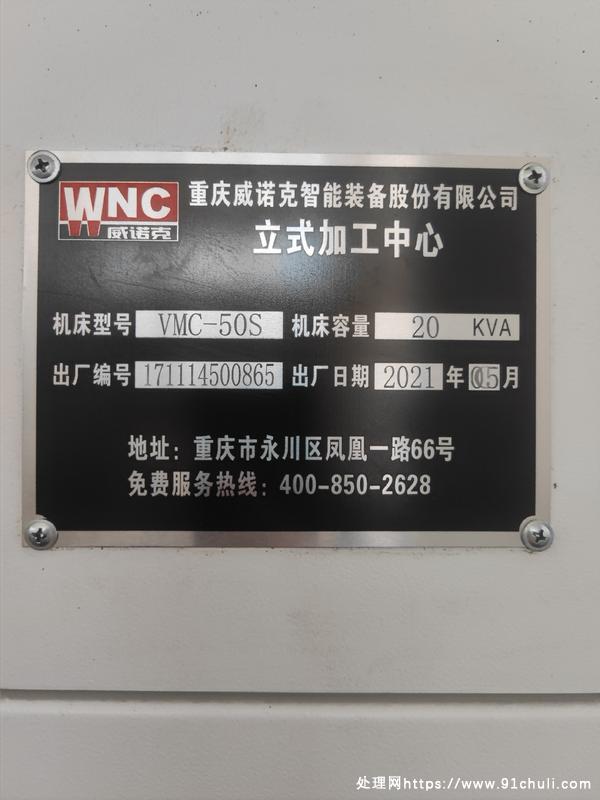 WNC
威诺克
重庆威诺克智能装备股份有限公司
立式加工中心
机床型号 VMC-50S 机床容量 20 KVA
出厂编号 171114500865 出厂日期 2021 年 05 月
地址：重庆市永川区凤凰一路66号
免费服务热线：400-850-2628
处理网https://www.91chuli.com